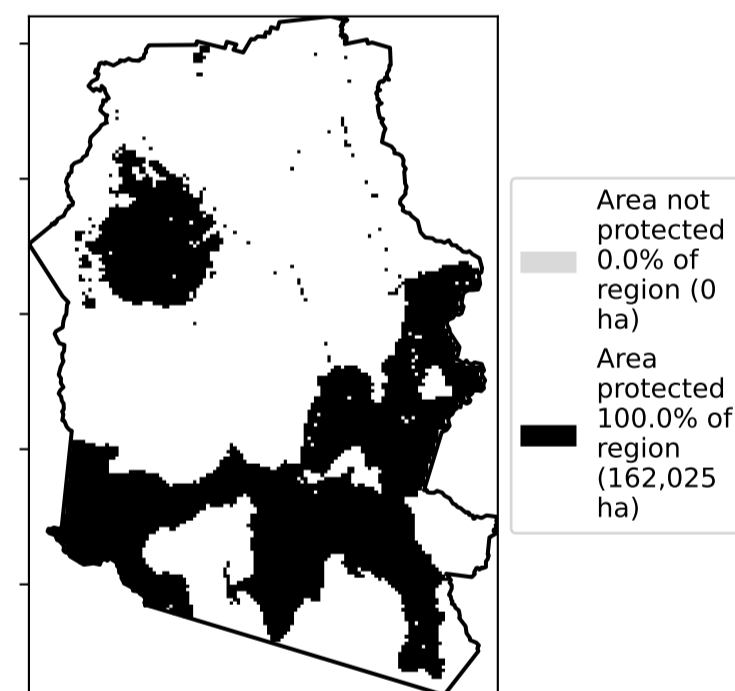 Area not
protected
0.0% of
region (0
ha)
Area
protected
100.0% of
region
(162,025
ha)